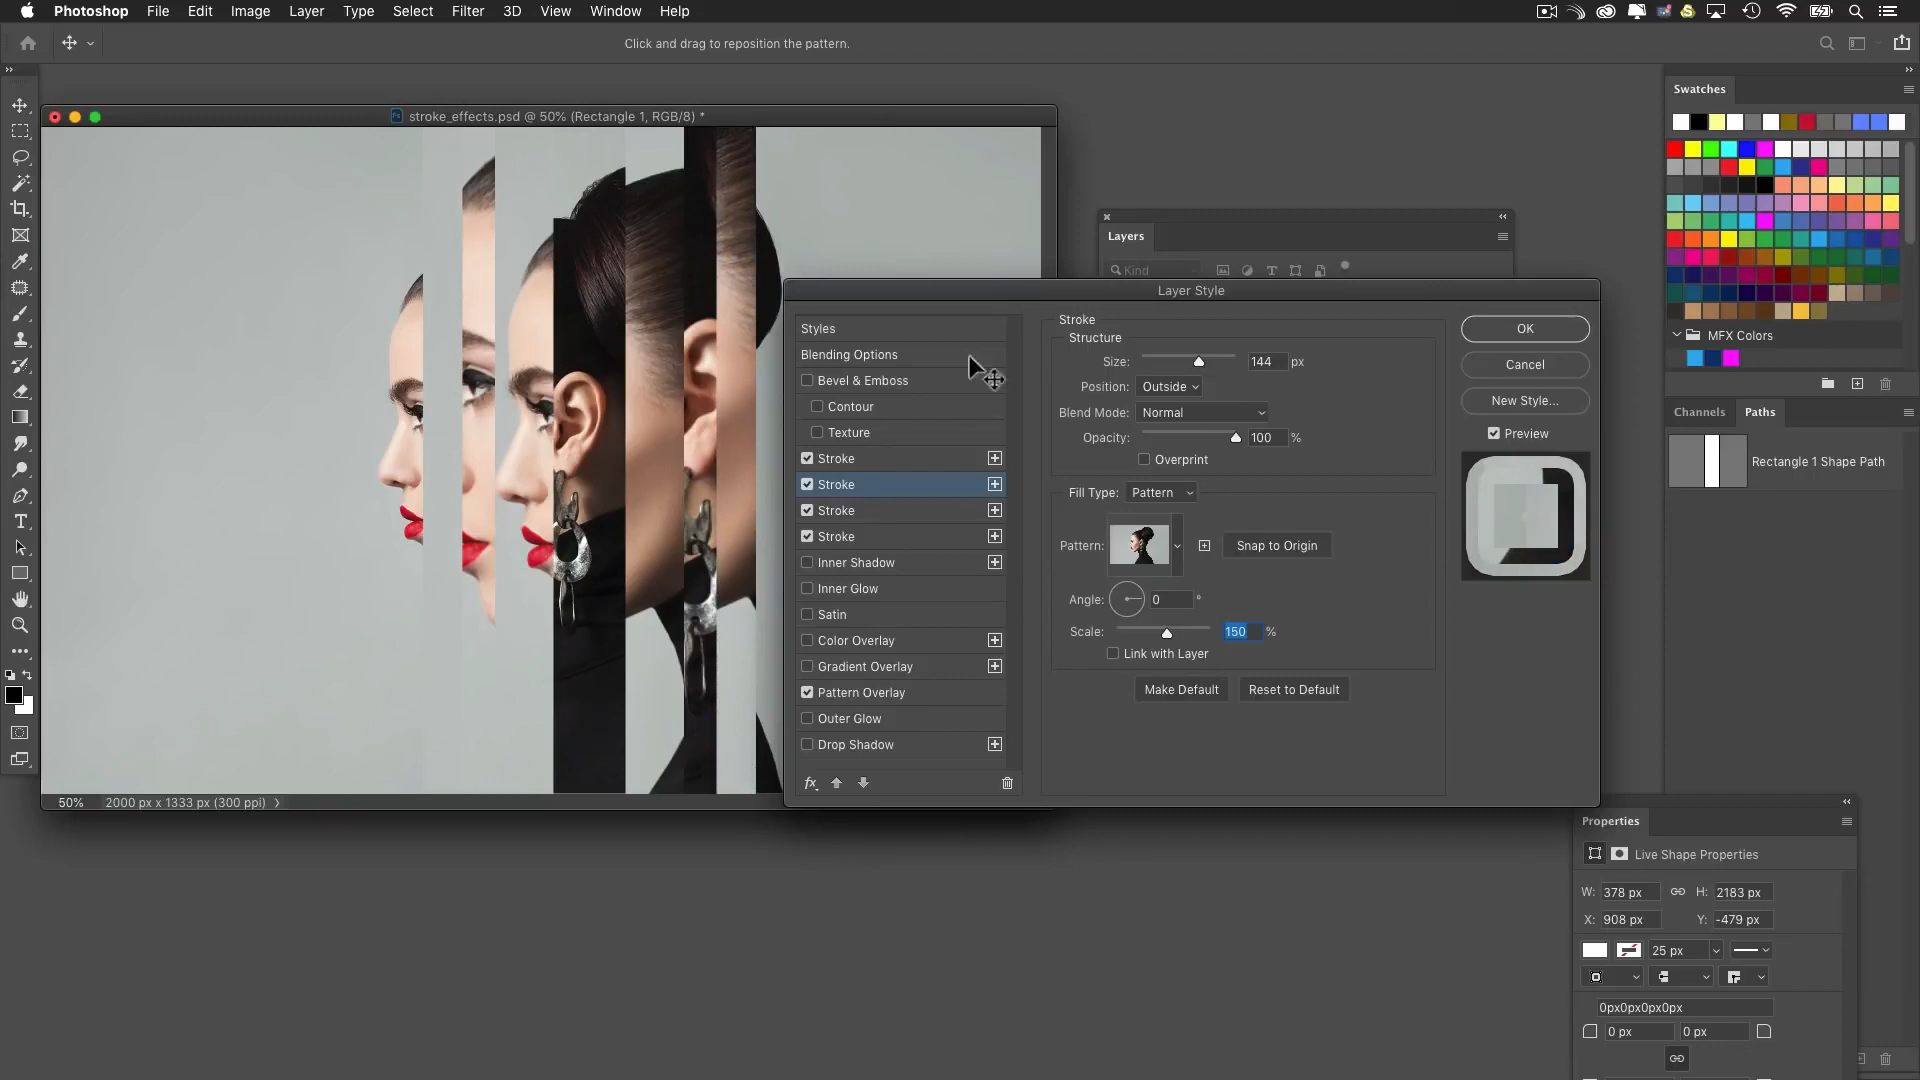 Photoshop File Edit Image Layer Type Select Filter 3D View Window Help
Click and drag to reposition the pattern.
stroke_effects.psd @ 50% (Rectangle 1, RGB/8) *
Swatches
MFX Colors
Channels Paths
Rectangle 1 Shape Path
Layers
Kind
Layer Style
Styles
Blending Options
Bevel & Emboss
Contour
Texture
Stroke
Stroke
Stroke
Stroke
Inner Shadow
Inner Glow
Satin
Color Overlay
Gradient Overlay
Pattern Overlay
Outer Glow
Drop Shadow
fx
Stroke
Structure
Size: 144 px
Position: Outside
Blend Mode: Normal
Opacity: 100 %
Overprint
Fill Type: Pattern
Pattern: Snap to Origin
Angle: 0 °
Scale: 150 %
Link with Layer
Make Default Reset to Default
OK
Cancel
New Style...
Preview
50% 2000 px x 1333 px (300 ppi)
Properties
Live Shape Properties
W: 378 px H: 2183 px
X: 908 px Y: -479 px
25 px
0px0px0px0px
0 px 0 px